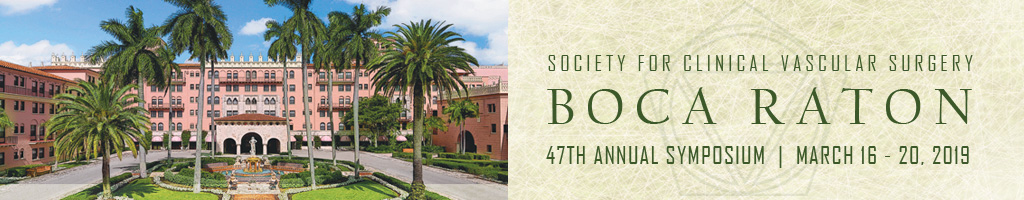 SOCIETY FOR CLINICAL VASCULAR SURGERY
BOCA RATON
47TH ANNUAL SYMPOSIUM | MARCH 16 - 20, 2019